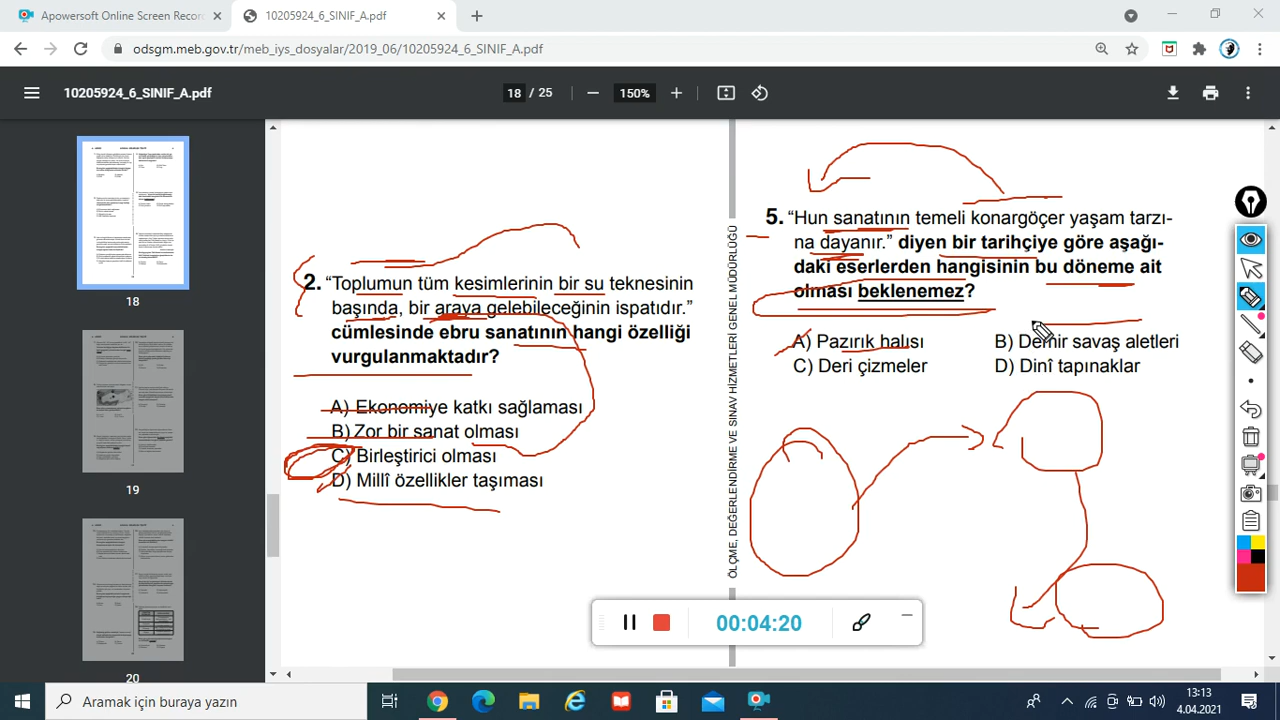 Apowersoft Online Screen Recor
10205924_6_SINIF_A.pdf
odsgm.meb.gov.tr/meb_iys_dosyalar/2019_06/10205924_6_SINIF_A.pdf
10205924_6_SINIF_A.pdf
18 / 25
150%
18
19
20
2. “Toplumun tüm kesimlerinin bir su teknesinin
başında, bir araya gelebileceğinin ispatıdır.”
cümlesinde ebru sanatının hangi özelliği
vurgulanmaktadır?
A) Ekonomiye katkı sağlaması
B) Zor bir sanat olması
C) Birleştirici olması
D) Millî özellikler taşıması
ÖLÇME, DEĞERLENDİRME VE SINAV HİZMETLERİ GENEL MÜDÜRLÜĞÜ
5. “Hun sanatının temeli konargöçer yaşam tarzı-
na dayanır.” diyen bir tarihçiye göre aşağı-
daki eserlerden hangisinin bu döneme ait
olması beklenemez?
A) Pazırık halısı
B) Demir savaş aletleri
C) Deri çizmeler
D) Dinî tapınaklar
00:04:20
Aramak için buraya yazın
13:13
4.04.2021